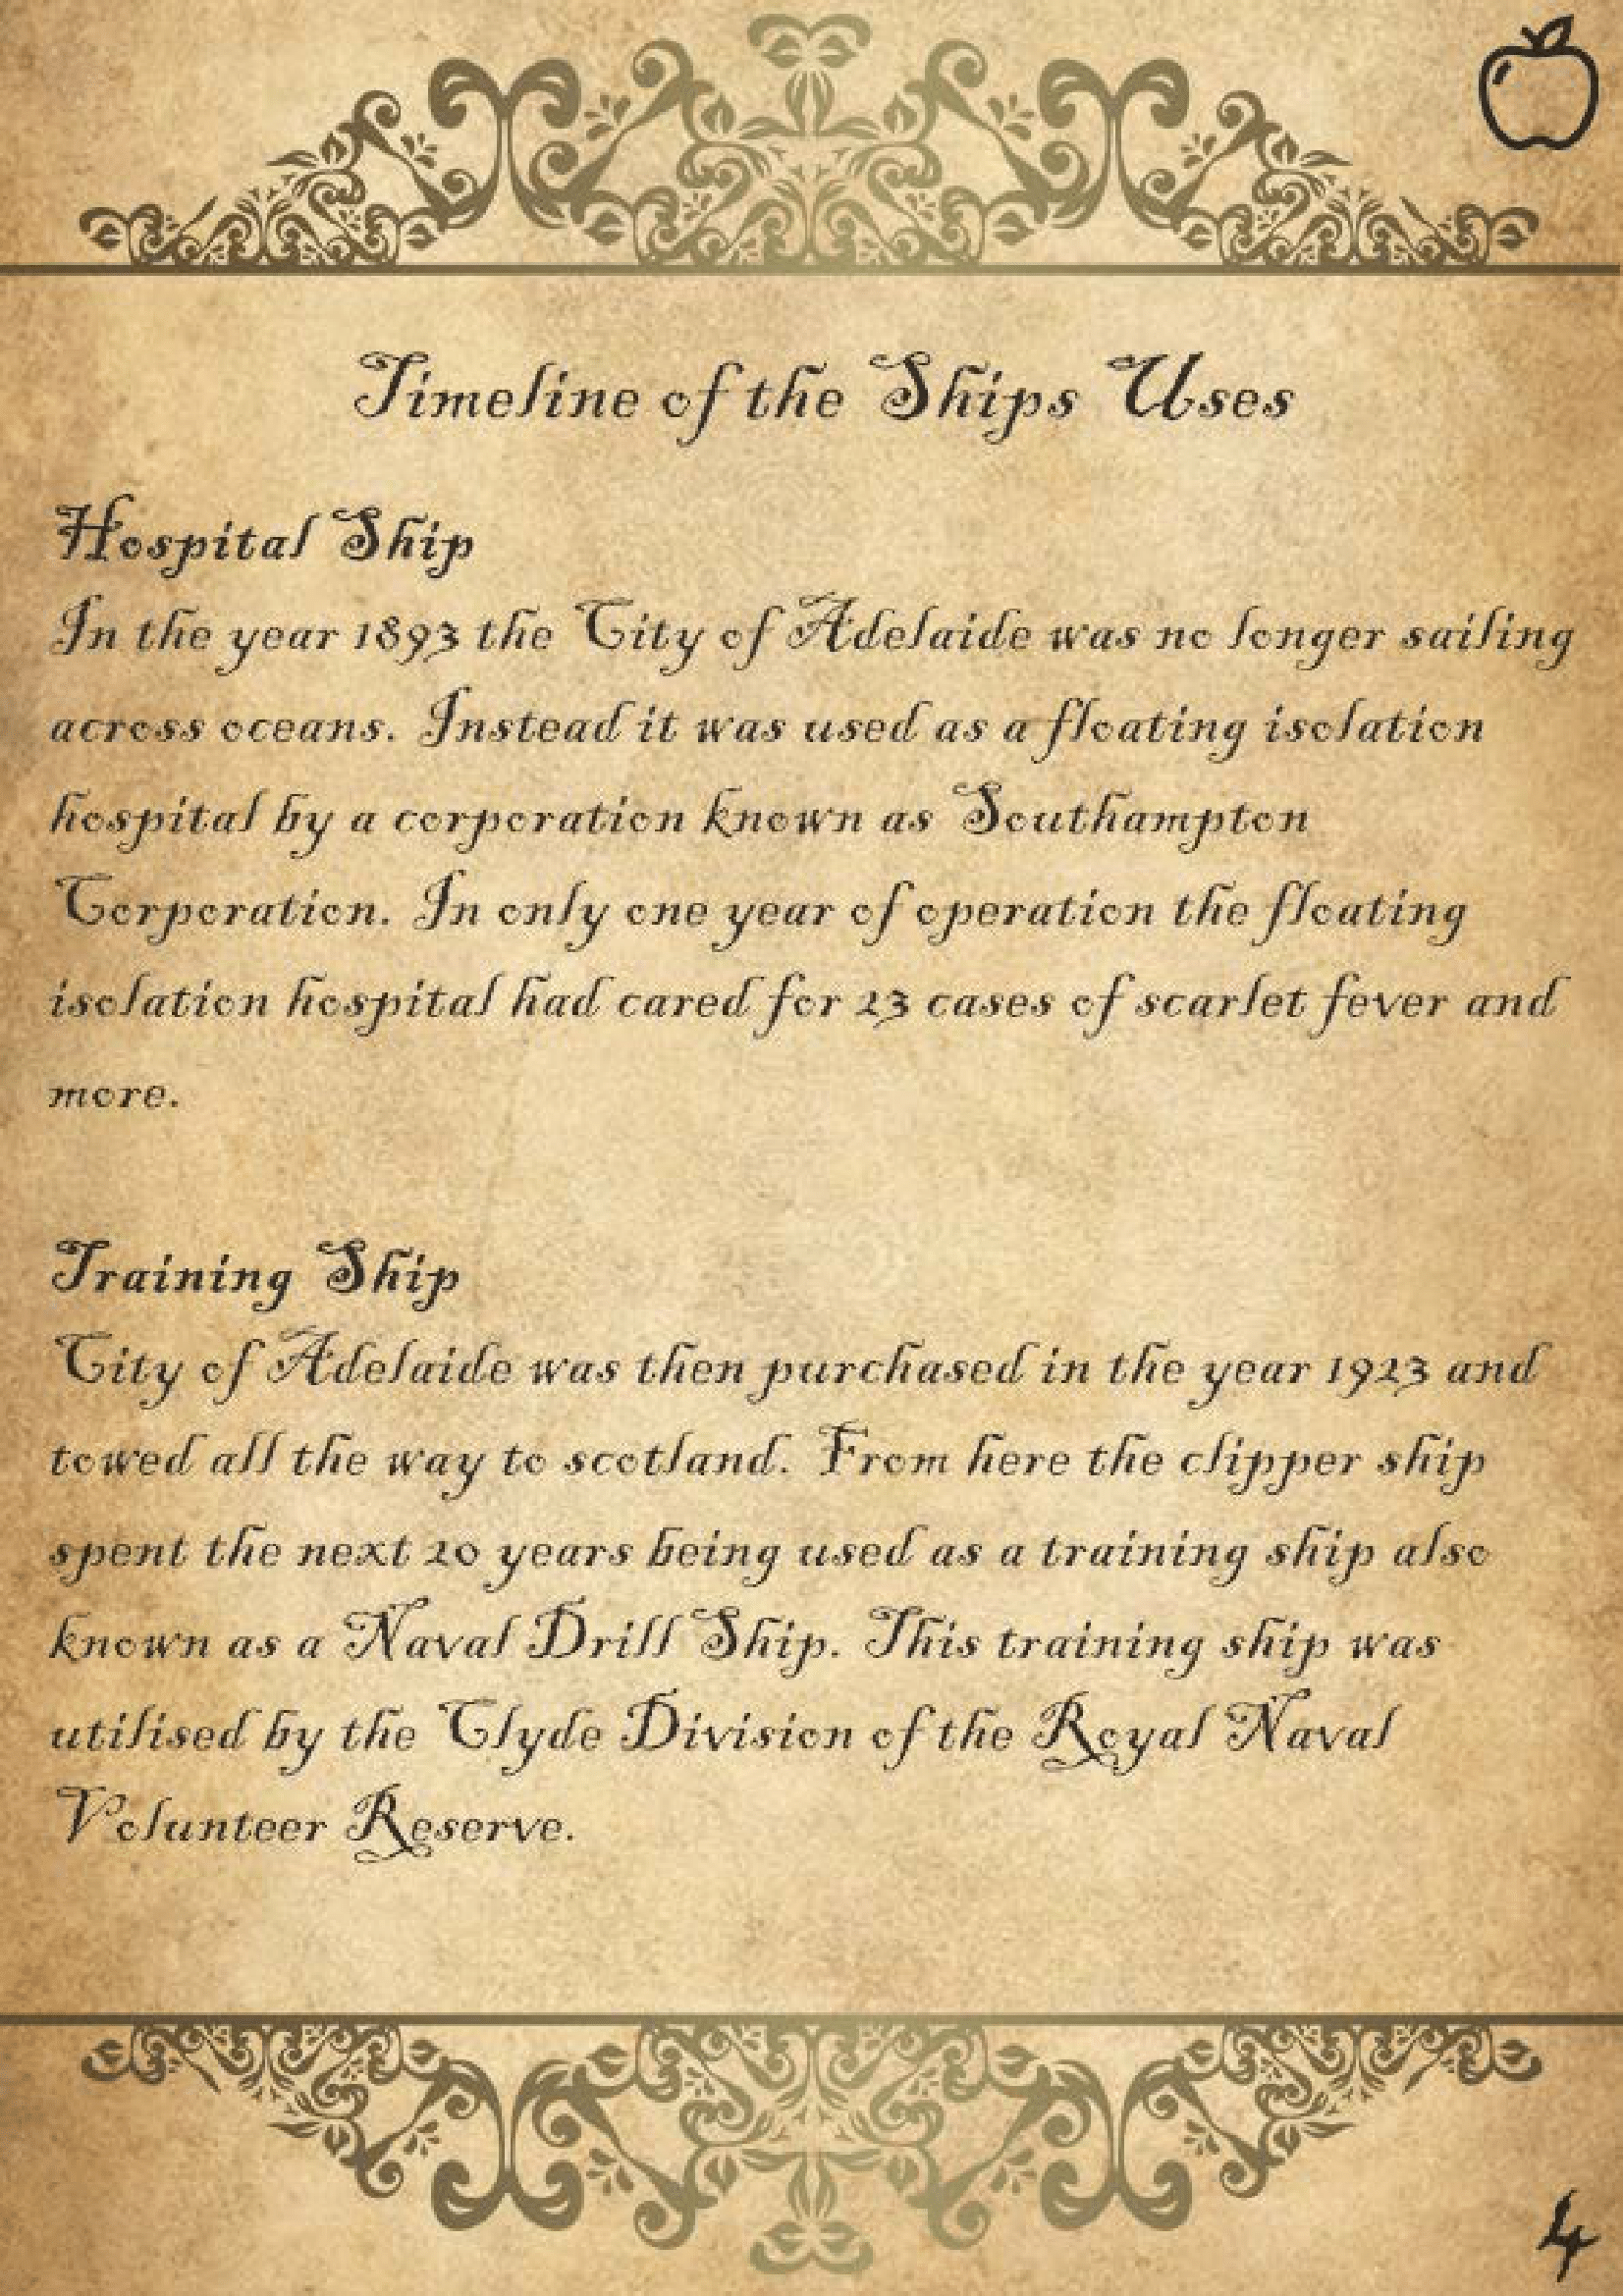 Timeline of the Ships Uses
Hospital Ship
In the year 1893 the City of Adelaide was no longer sailing
across oceans. Instead it was used as a floating isolation
hospital by a corporation known as Southampton
Corporation. In only one year of operation the floating
isolation hospital had cared for 23 cases of scarlet fever and
more.
Training Ship
City of Adelaide was then purchased in the year 1923 and
towed all the way to scotland. From here the clipper ship
spent the next 20 years being used as a training ship also
known as a Naval Drill Ship. This training ship was
utilised by the Clyde Division of the Royal Naval
Volunteer Reserve.
4